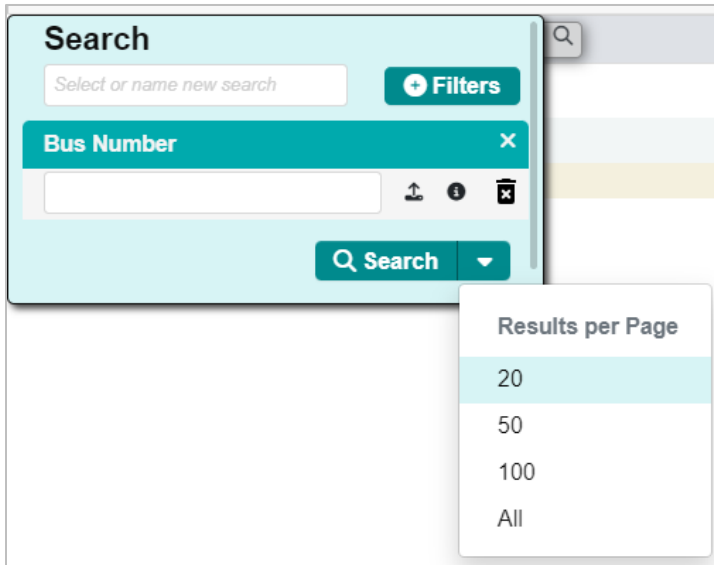 Search
Select or name new search
Filters
Bus Number
Search
Results per Page
20
50
100
All